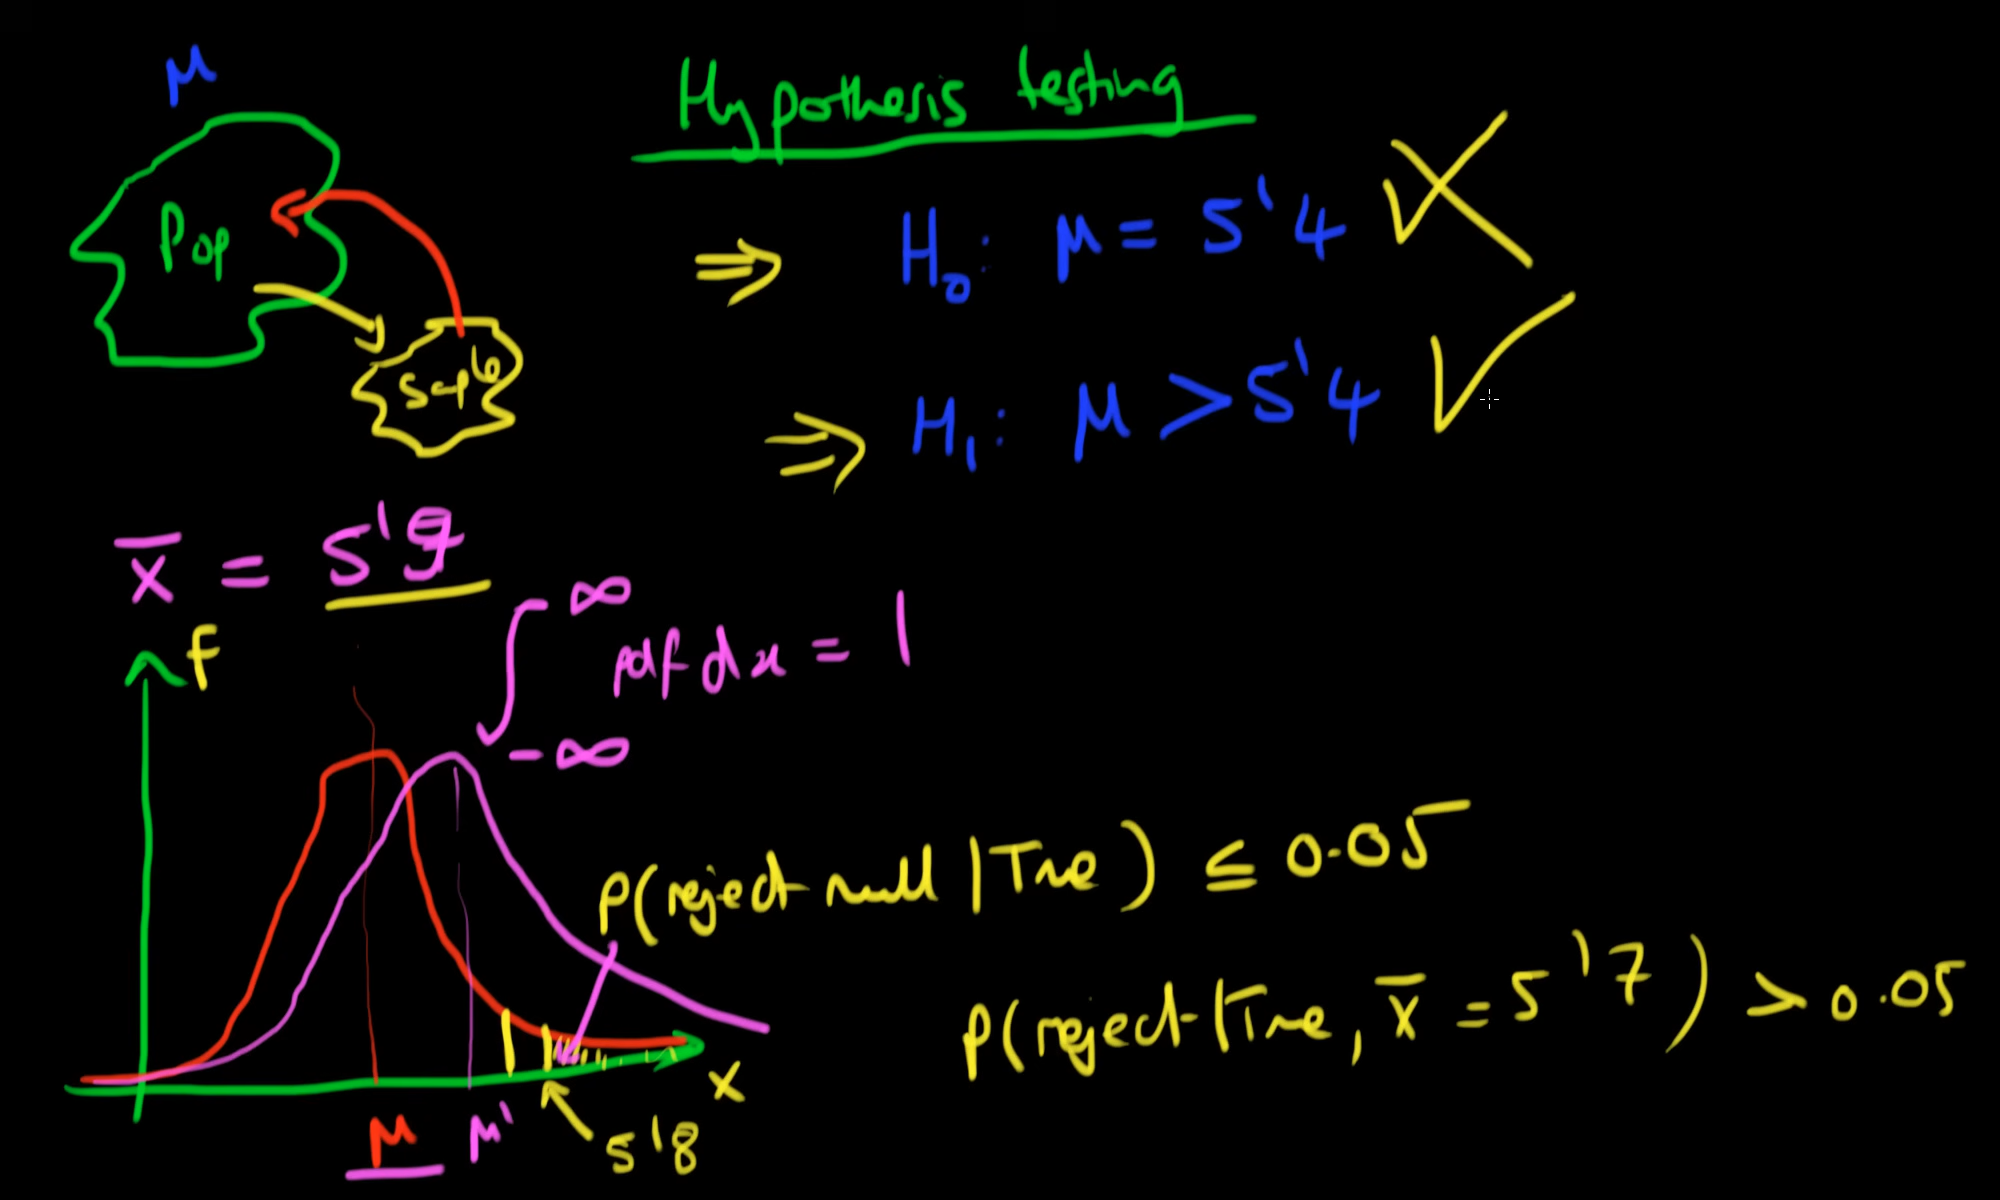 μ
Hypothesis testing
Pop
H₀: μ = 5'4
H₁: μ > 5'4
x̄ = 5'9
F
∫ ∞ -∞ pdf dx = 1
P(reject null | True) ≤ 0.05
P(reject | True, x̄ = 5'7) > 0.05
x
μ μ'
5'8